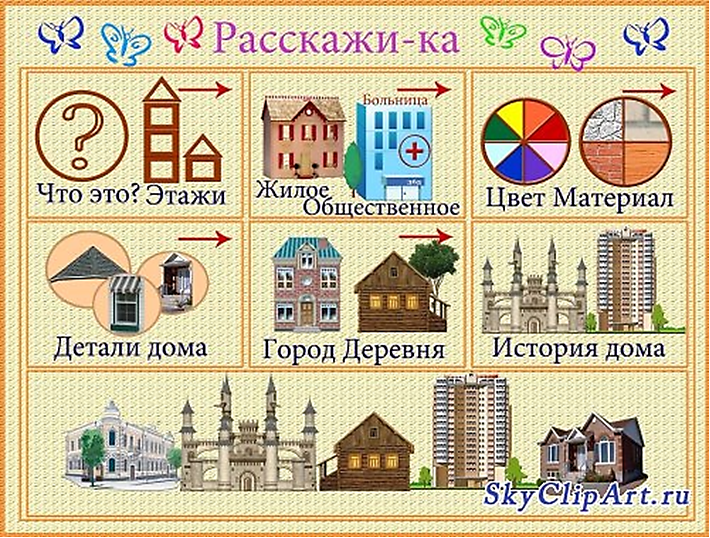 Расскажи-ка
Что это? Этажи
Больница
Жилое
Общественное
Цвет Материал
Детали дома
Город Деревня
История дома
SkyClipArt.ru